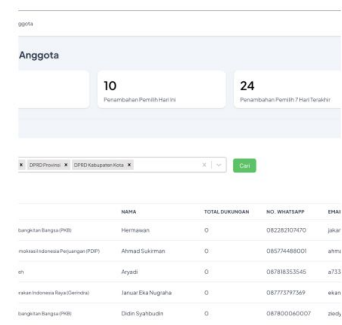 ggota
Anggota
10
Penambahan Pemilih Hari Ini
24
Penambahan Pemilih 7 Hari Terakhir
× DPRD Provinsi × DPRD Kabupaten Kota ×
× Cari
NAMA TOTAL DUKUNGAN NO. WHATSAPP EMAI
bangkitan Bangsa (PKB) Hermawan 0 082282107470 jakar
mokrasi Indonesia Perjuangan (PDIP) Ahmad Sukirman 0 085774488001 ahma
em Aryadi 0 087818353545 a733
erakan Indonesia Raya (Gerindra) Januar Eka Nugraha 0 087773797369 ekan
bangkitan Bangsa (PKB) Didin Syahbudin 0 087800060007 ziedy